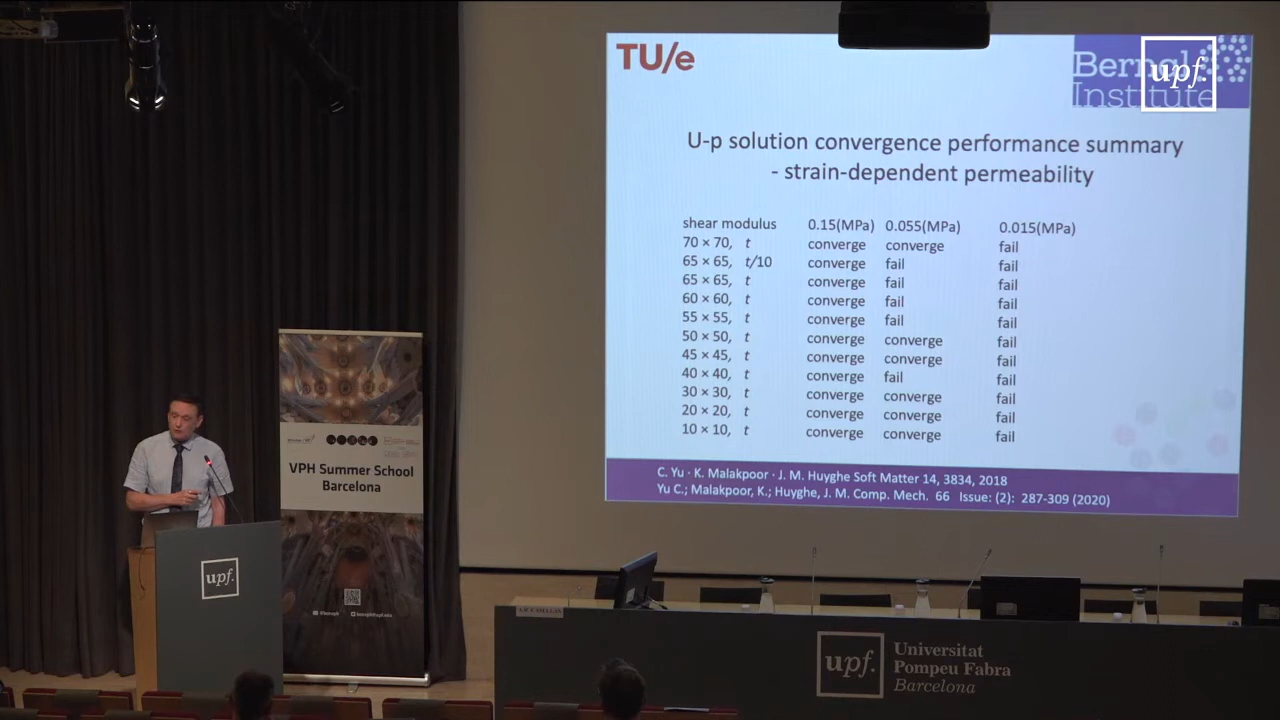 TU/e
Bernal
Institute
upf.
U-p solution convergence performance summary
- strain-dependent permeability
shear modulus 0.15(MPa) 0.055(MPa) 0.015(MPa)
70 × 70, t converge converge fail
65 × 65, t/10 converge fail fail
65 × 65, t converge fail fail
60 × 60, t converge fail fail
55 × 55, t converge fail fail
50 × 50, t converge converge fail
45 × 45, t converge converge fail
40 × 40, t converge fail fail
30 × 30, t converge converge fail
20 × 20, t converge converge fail
10 × 10, t converge converge fail
C. Yu · K. Malakpoor · J. M. Huyghe Soft Matter 14, 3834, 2018
Yu C.; Malakpoor, K.; Huyghe, J. M. Comp. Mech. 66 Issue: (2): 287-309 (2020)
VPH Summer School
Barcelona
upf.
upf.
Universitat
Pompeu Fabra
Barcelona